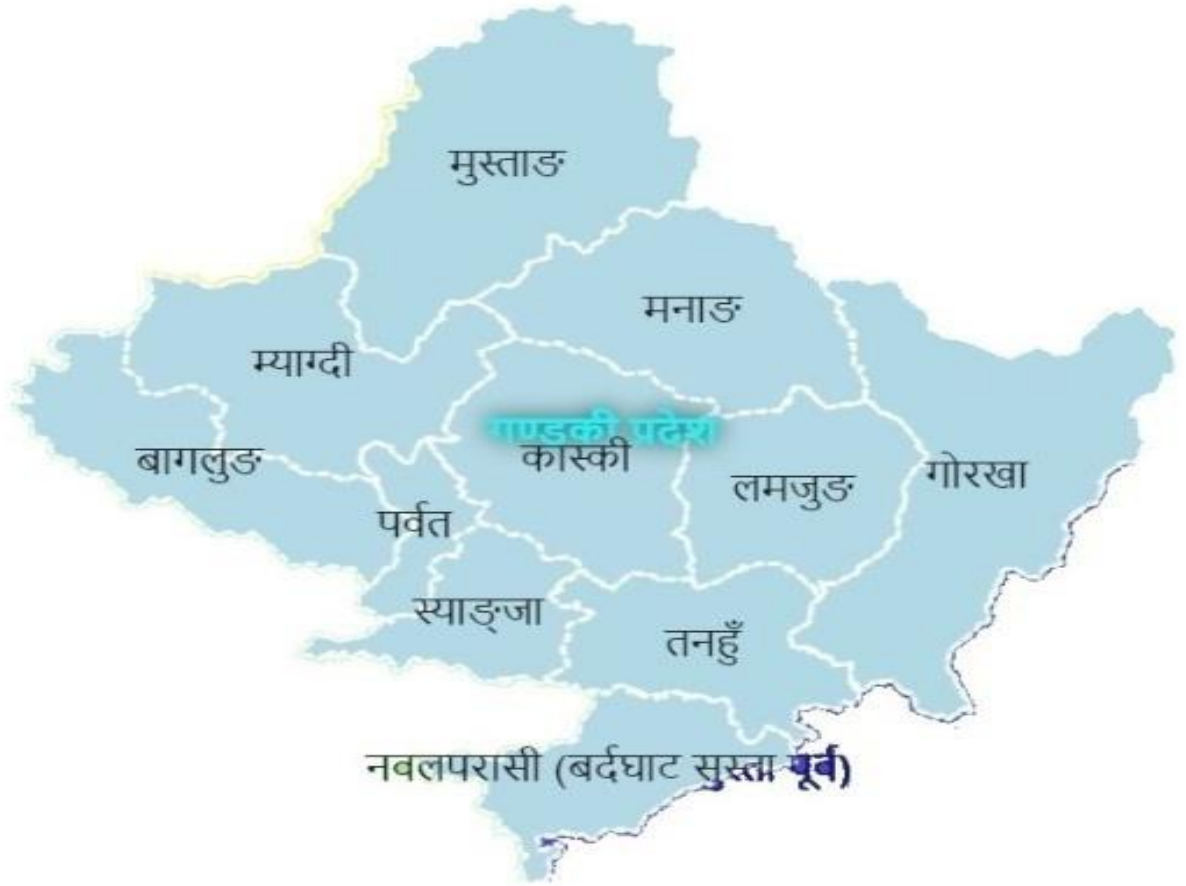 मुस्ताङ
मनाङ
म्याग्दी
गण्डकी प्रदेश
कास्की
बागलुङ
लमजुङ
गोरखा
पर्वत
स्याङ्जा
तनहुँ
नवलपरासी (बर्दघाट सुस्ता पूर्व)